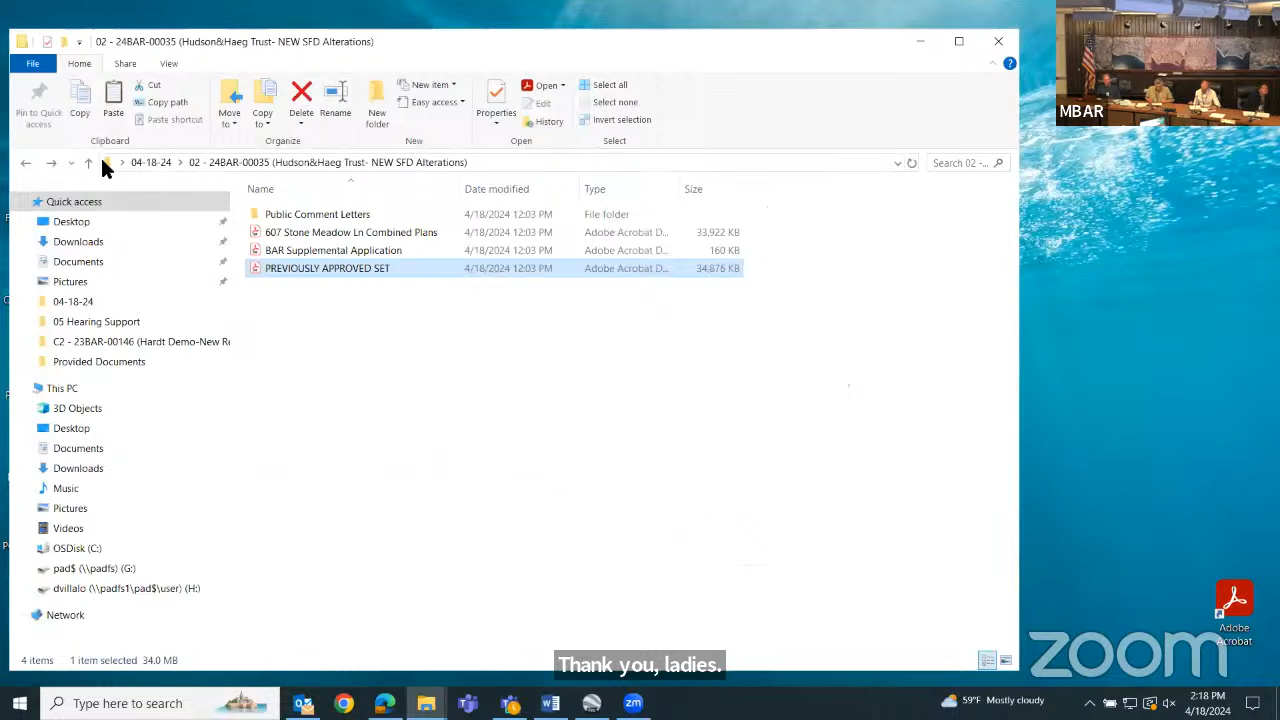 02 - 24BAR-00035 (Hudson&Haeg Trust- NEW SFD Alterations)
File Home Share View
Pin to Quick access
Copy
Paste
Cut
Copy path
Paste shortcut
Clipboard
Move to
Copy to
Delete
Rename
Organize
New folder
New item
Easy access
New
Properties
Open
Edit
History
Open
Select all
Select none
Invert selection
Select
04-18-24 > 02 - 24BAR-00035 (Hudson&Haeg Trust- NEW SFD Alterations)
Search 02 -...
Name Date modified Type Size
Public Comment Letters 4/18/2024 12:03 PM File folder
607 Stone Meadow Ln Combined Plans 4/18/2024 12:03 PM Adobe Acrobat D... 33,922 KB
BAR Supplemental Application 4/18/2024 12:03 PM Adobe Acrobat D... 160 KB
PREVIOUSLY APPROVED SET 4/18/2024 12:03 PM Adobe Acrobat D... 34,876 KB
Quick access
Desktop
Downloads
Documents
Pictures
04-18-24
05 Hearing Support
C2 - 23BAR-00146 (Hardt Demo-New Re
Provided Documents
This PC
3D Objects
Desktop
Documents
Downloads
Music
Pictures
Videos
OSDisk (C:)
pad$ (\\padfs) (G:)
dvillalo (\\padfs1\pad$\user) (H:)
Network
4 items 1 item selected 34.0 MB
Thank you, ladies.
MBAR
Adobe
Acrobat
zoom
Type here to search
59°F Mostly cloudy
2:18 PM
4/18/2024